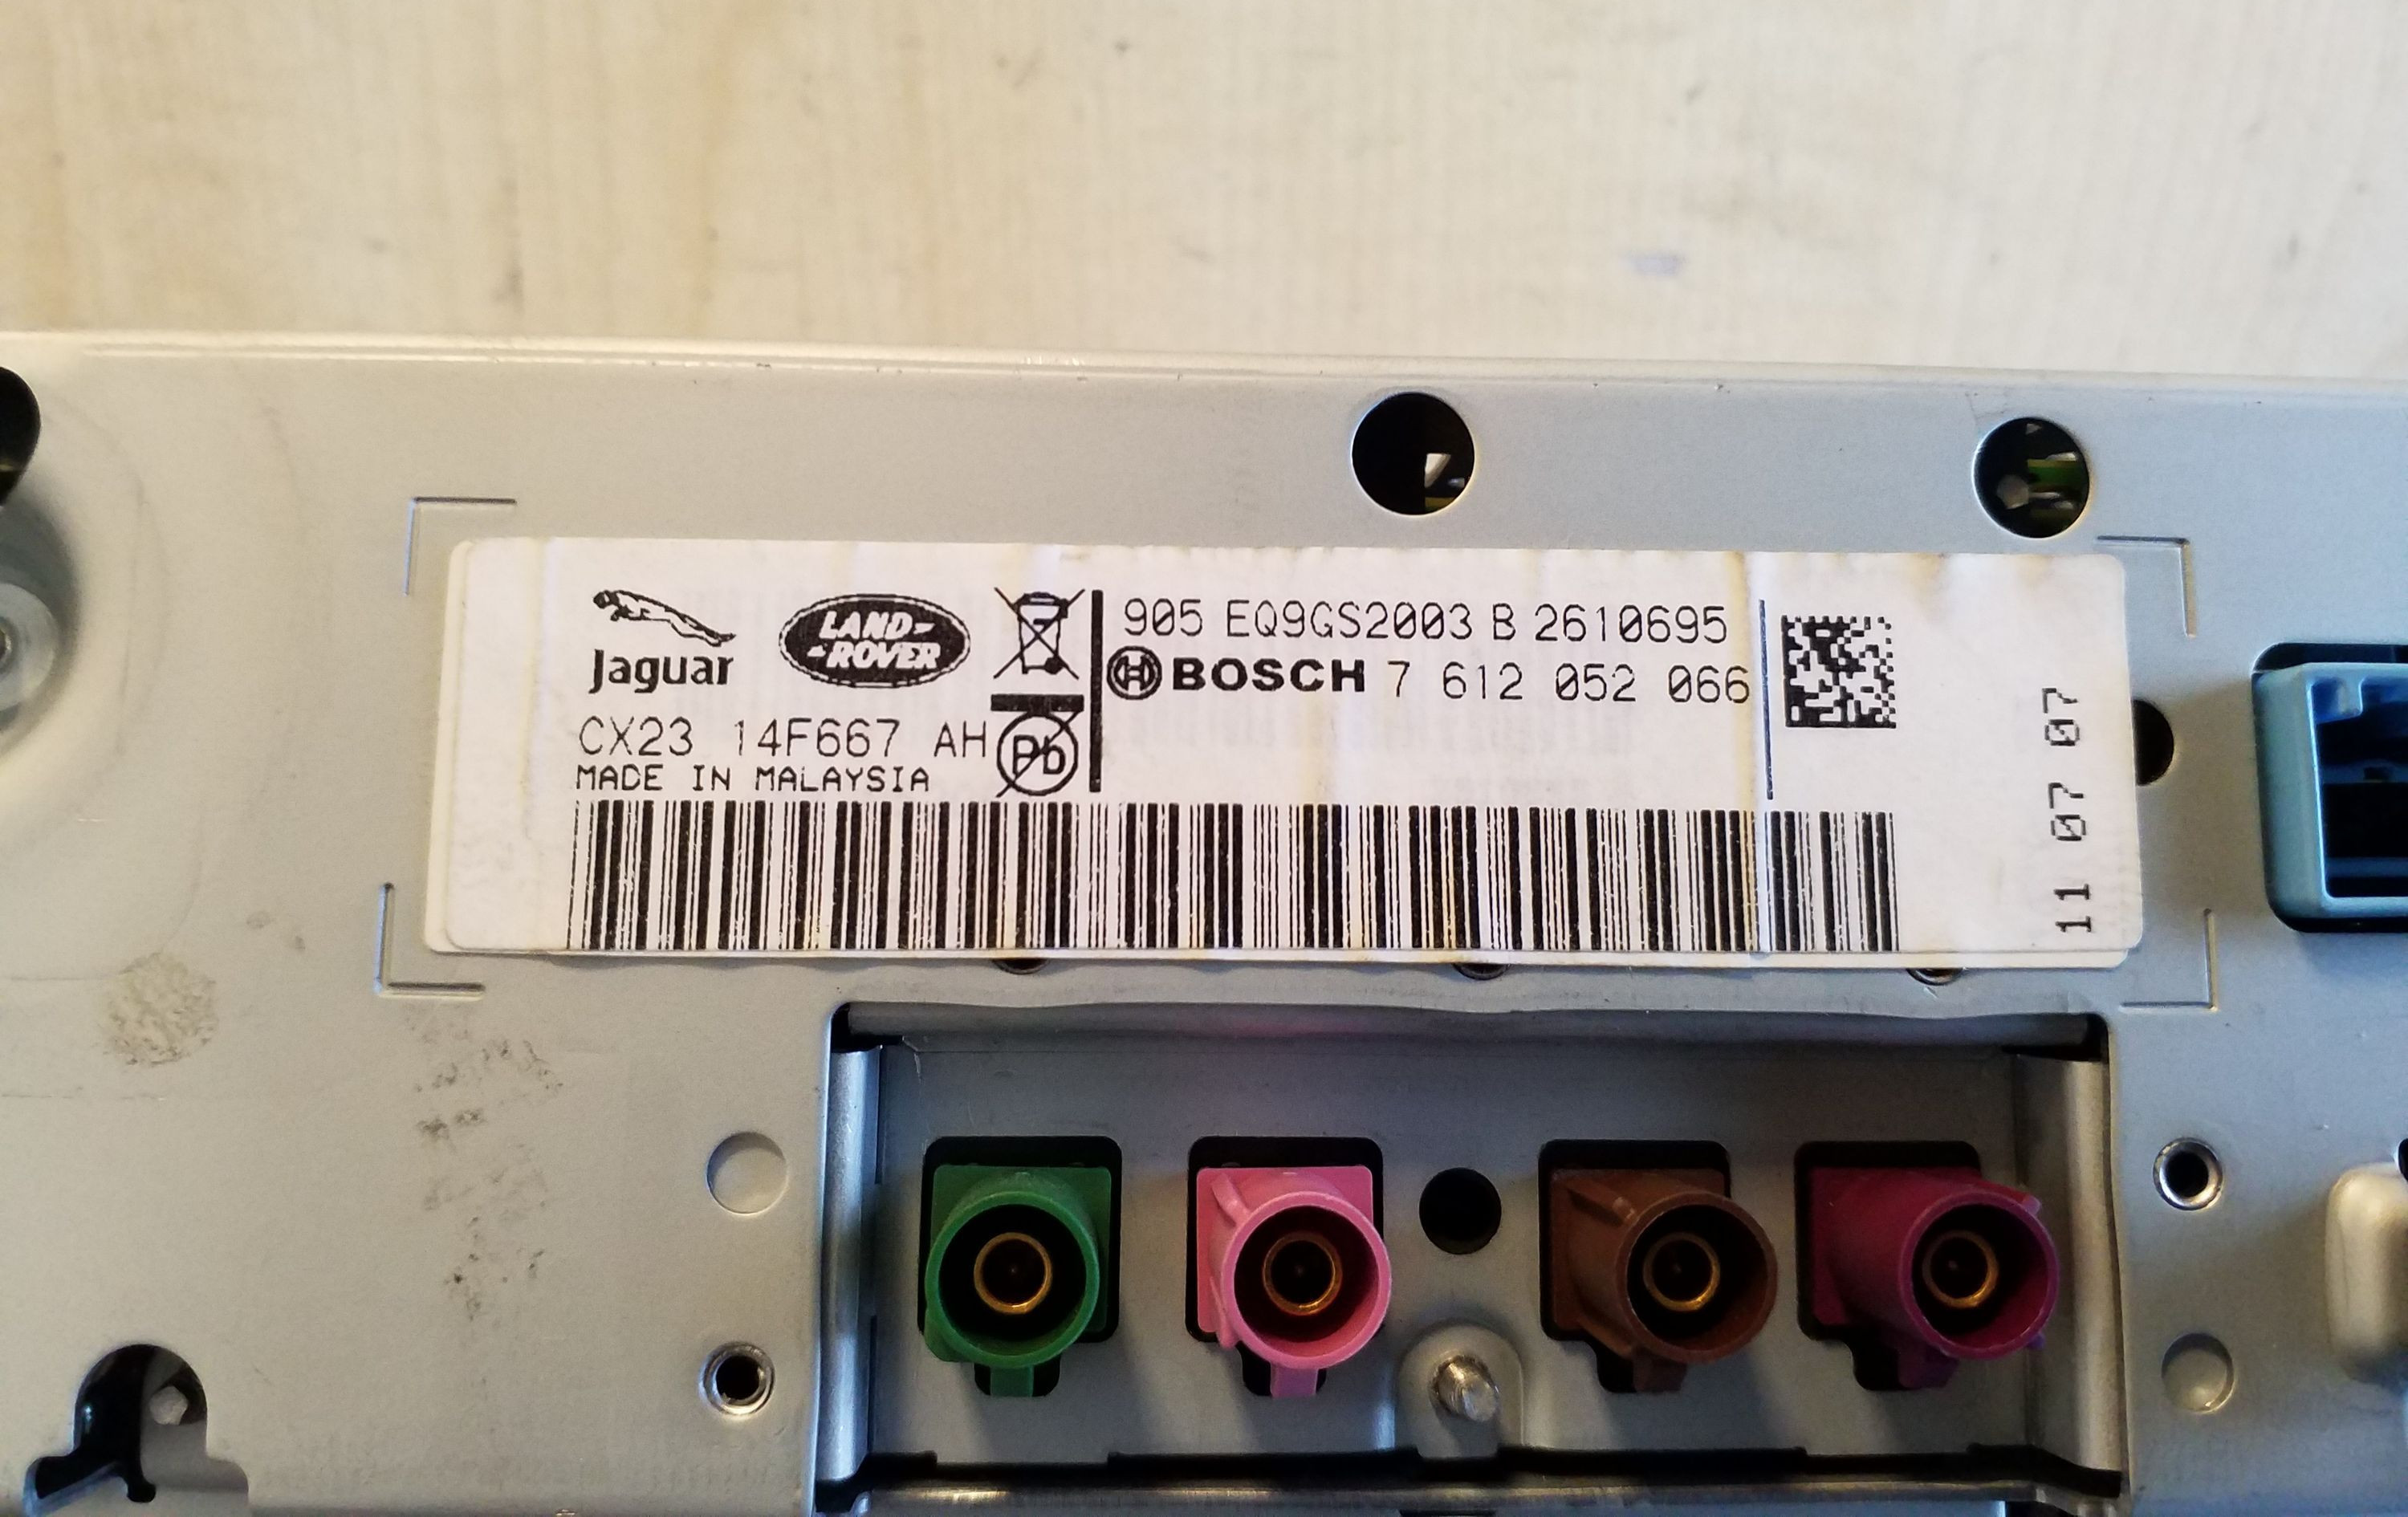 Jaguar
LAND-
-ROVER
905 EQ9GS2003 B 2610695
BOSCH 7 612 052 066
CX23 14F667 AH
Pb
MADE IN MALAYSIA
11 07 07